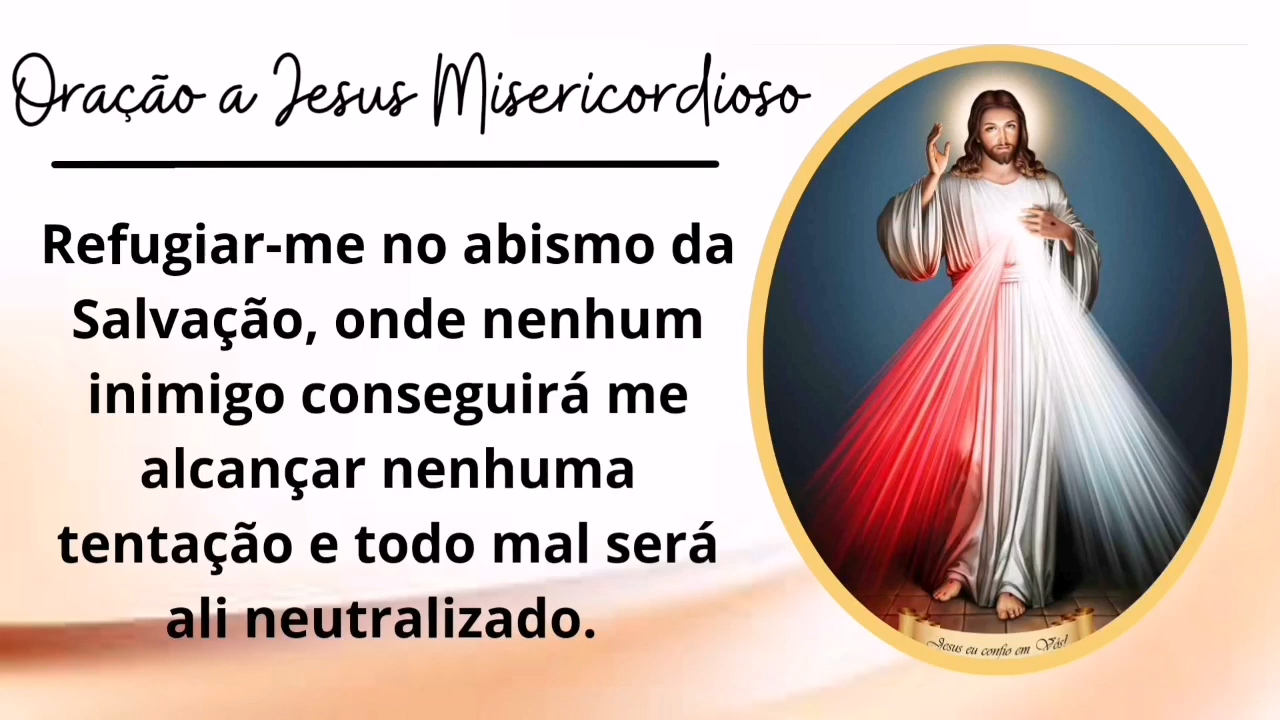 Oração a Jesus Misericordioso
Refugiar-me no abismo da
Salvação, onde nenhum
inimigo conseguirá me
alcançar nenhuma
tentação e todo mal será
ali neutralizado.
Jesus eu confio em Vós!